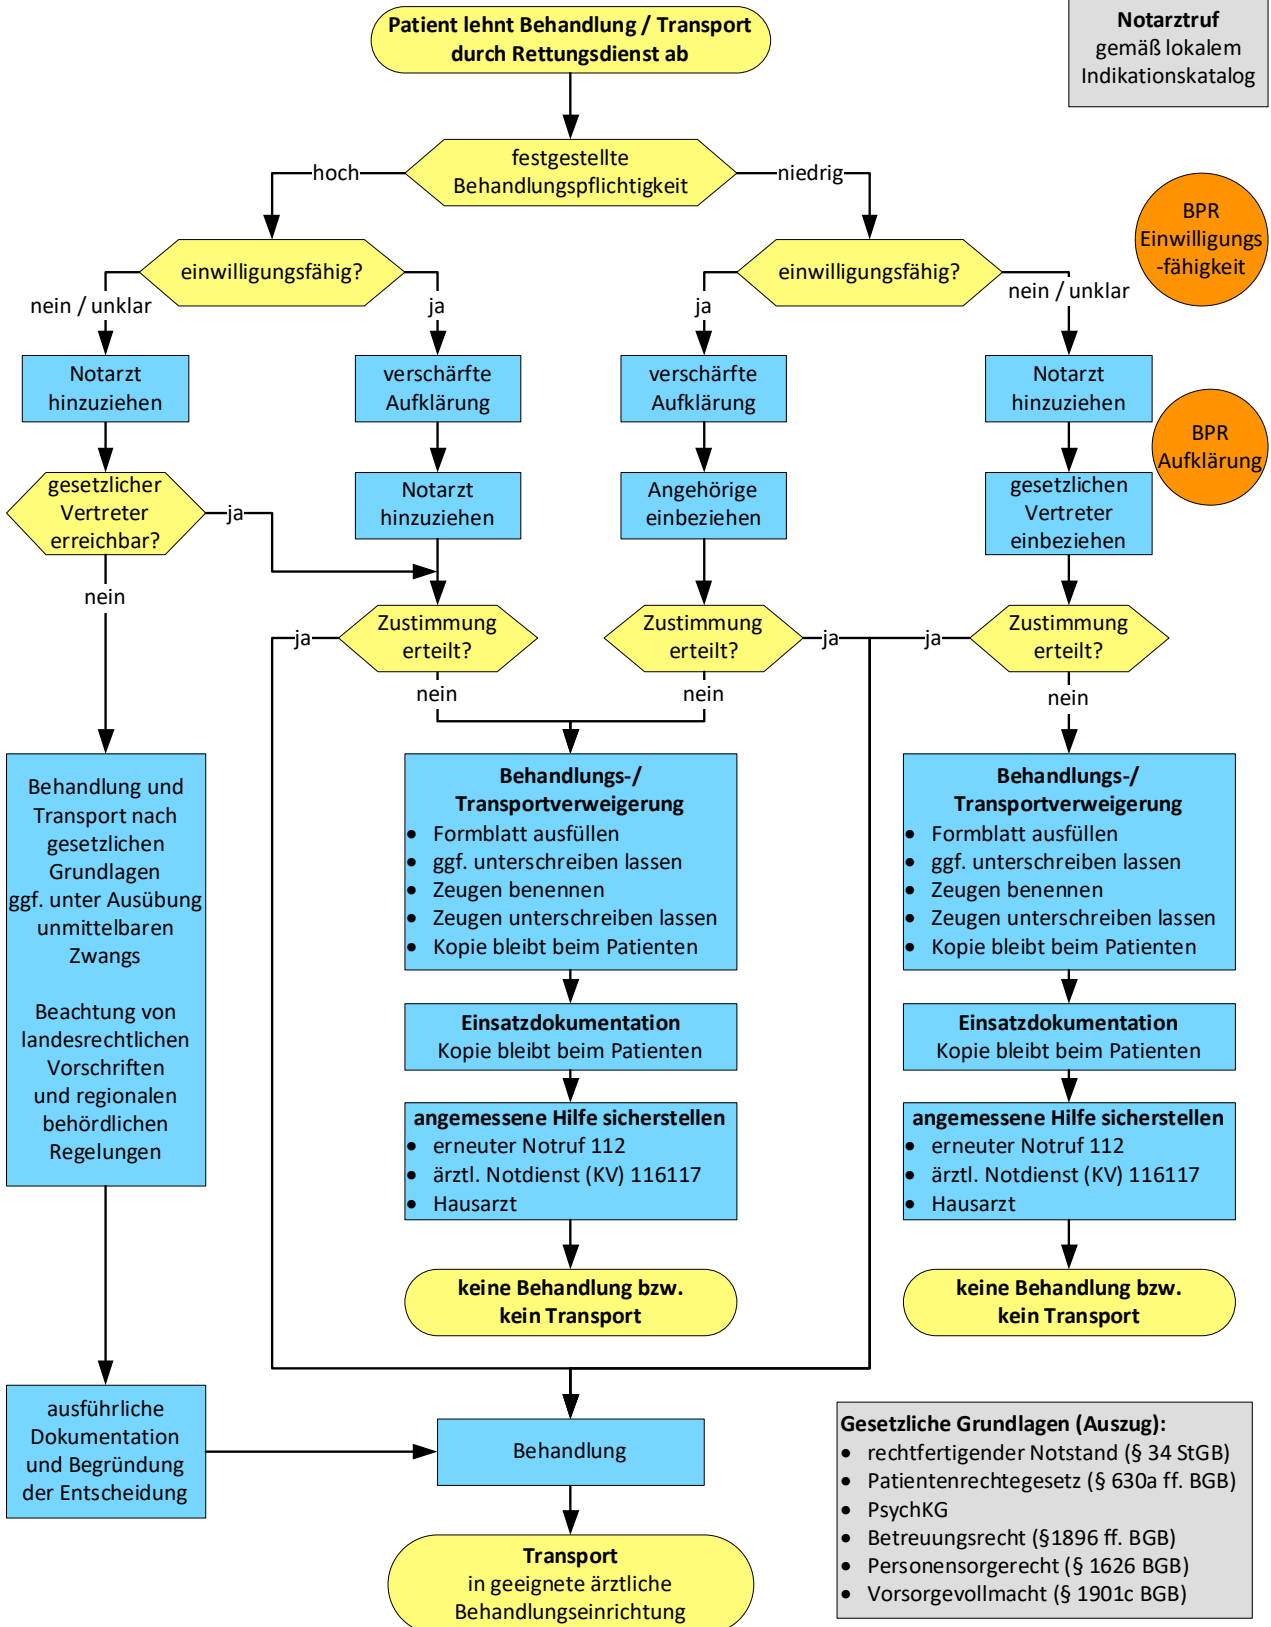 Patient lehnt Behandlung / Transport
durch Rettungsdienst ab
Notarztruf
gemäß lokalem
Indikationskatalog
festgestellte
Behandlungspflichtigkeit
hoch
niedrig
BPR
Einwilligungs
-fähigkeit
einwilligungsfähig?
einwilligungsfähig?
nein / unklar
ja
ja
nein / unklar
Notarzt
hinzuziehen
verschärfte
Aufklärung
verschärfte
Aufklärung
Notarzt
hinzuziehen
BPR
Aufklärung
gesetzlicher
Vertreter
erreichbar?
ja
Notarzt
hinzuziehen
Angehörige
einbeziehen
gesetzlichen
Vertreter
einbeziehen
nein
ja
Zustimmung
erteilt?
Zustimmung
erteilt?
ja
ja
Zustimmung
erteilt?
nein
nein
nein
Behandlung und
Transport nach
gesetzlichen
Grundlagen
ggf. unter Ausübung
unmittelbaren
Zwangs
Beachtung von
landesrechtlichen
Vorschriften
und regionalen
behördlichen
Regelungen
Behandlungs-/
Transportverweigerung
• Formblatt ausfüllen
• ggf. unterschreiben lassen
• Zeugen benennen
• Zeugen unterschreiben lassen
• Kopie bleibt beim Patienten
Behandlungs-/
Transportverweigerung
• Formblatt ausfüllen
• ggf. unterschreiben lassen
• Zeugen benennen
• Zeugen unterschreiben lassen
• Kopie bleibt beim Patienten
Einsatzdokumentation
Kopie bleibt beim Patienten
Einsatzdokumentation
Kopie bleibt beim Patienten
angemessene Hilfe sicherstellen
• erneuter Notruf 112
• ärztl. Notdienst (KV) 116117
• Hausarzt
angemessene Hilfe sicherstellen
• erneuter Notruf 112
• ärztl. Notdienst (KV) 116117
• Hausarzt
keine Behandlung bzw.
kein Transport
keine Behandlung bzw.
kein Transport
ausführliche
Dokumentation
und Begründung
der Entscheidung
Behandlung
Transport
in geeignete ärztliche
Behandlungseinrichtung
Gesetzliche Grundlagen (Auszug):
• rechtfertigender Notstand (§ 34 StGB)
• Patientenrechtegesetz (§ 630a ff. BGB)
• PsychKG
• Betreuungsrecht (§1896 ff. BGB)
• Personensorgerecht (§ 1626 BGB)
• Vorsorgevollmacht (§ 1901c BGB)